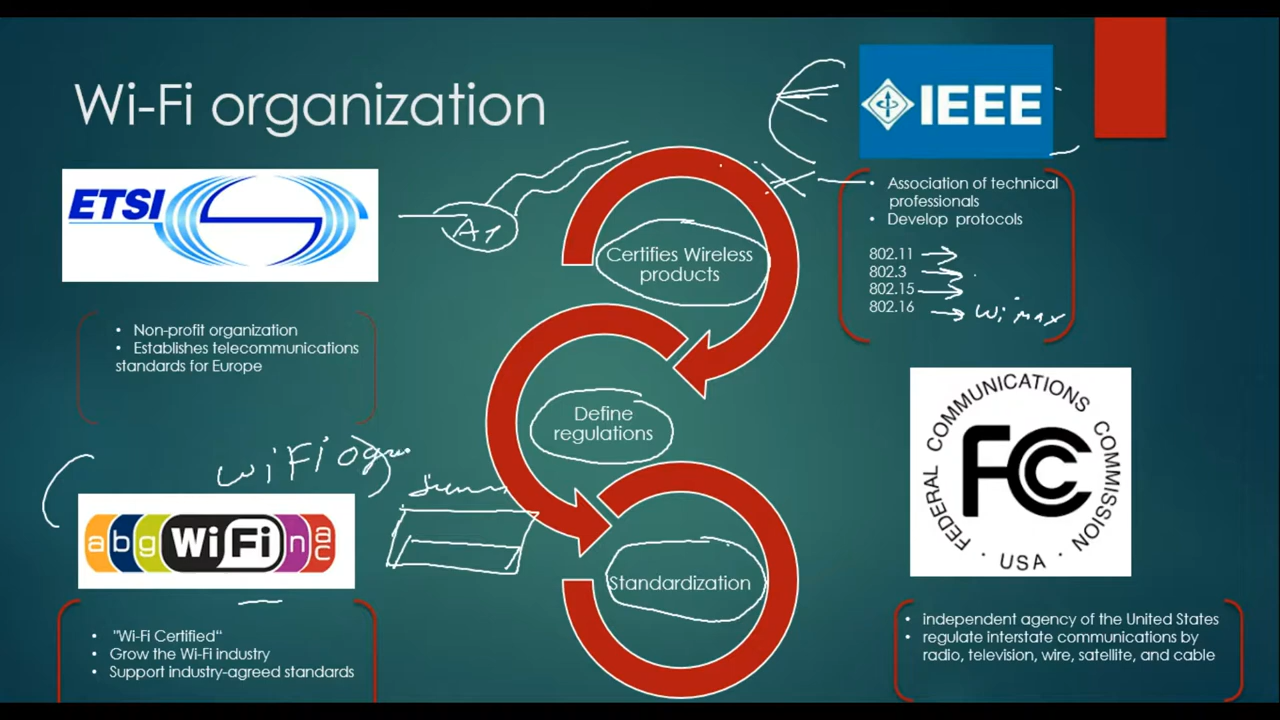 Wi-Fi organization
ETSI
A1
• Non-profit organization
• Establishes telecommunications
standards for Europe
WiFi
abg WiFi n ac
• "Wi-Fi Certified“
• Grow the Wi-Fi industry
• Support industry-agreed standards
Certifies Wireless
products
Define
regulations
Standardization
IEEE
• Association of technical
professionals
• Develop protocols
802.11
802.3
802.15
802.16
wimax
FEDERAL COMMUNICATIONS COMMISSION
FCC
· USA ·
• independent agency of the United States
• regulate interstate communications by
radio, television, wire, satellite, and cable